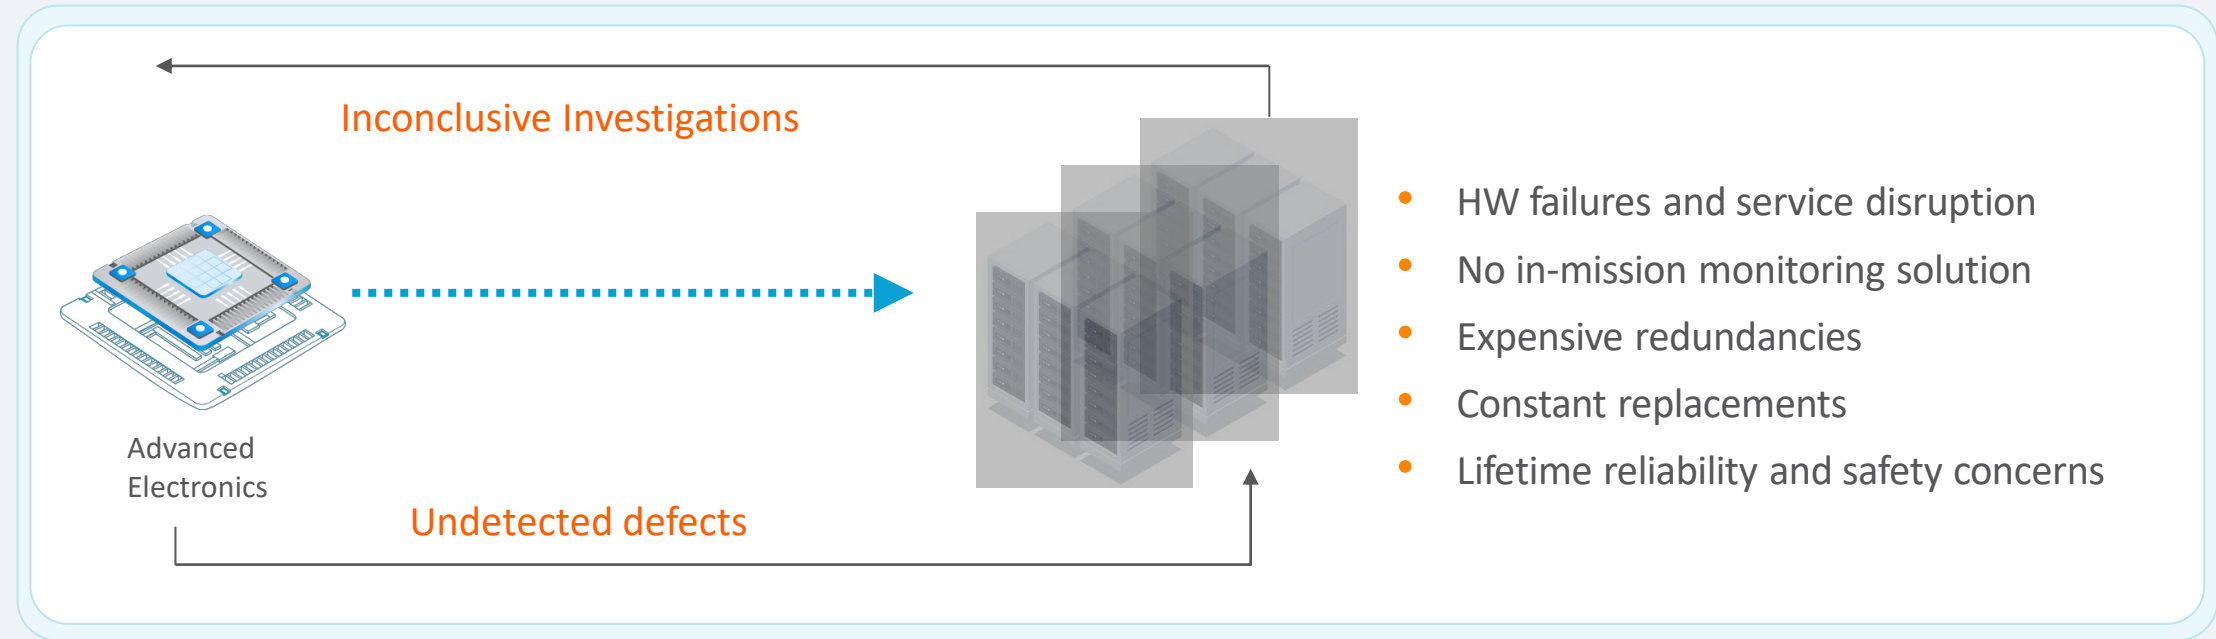 Inconclusive Investigations
Advanced
Electronics
Undetected defects
• HW failures and service disruption
• No in-mission monitoring solution
• Expensive redundancies
• Constant replacements
• Lifetime reliability and safety concerns